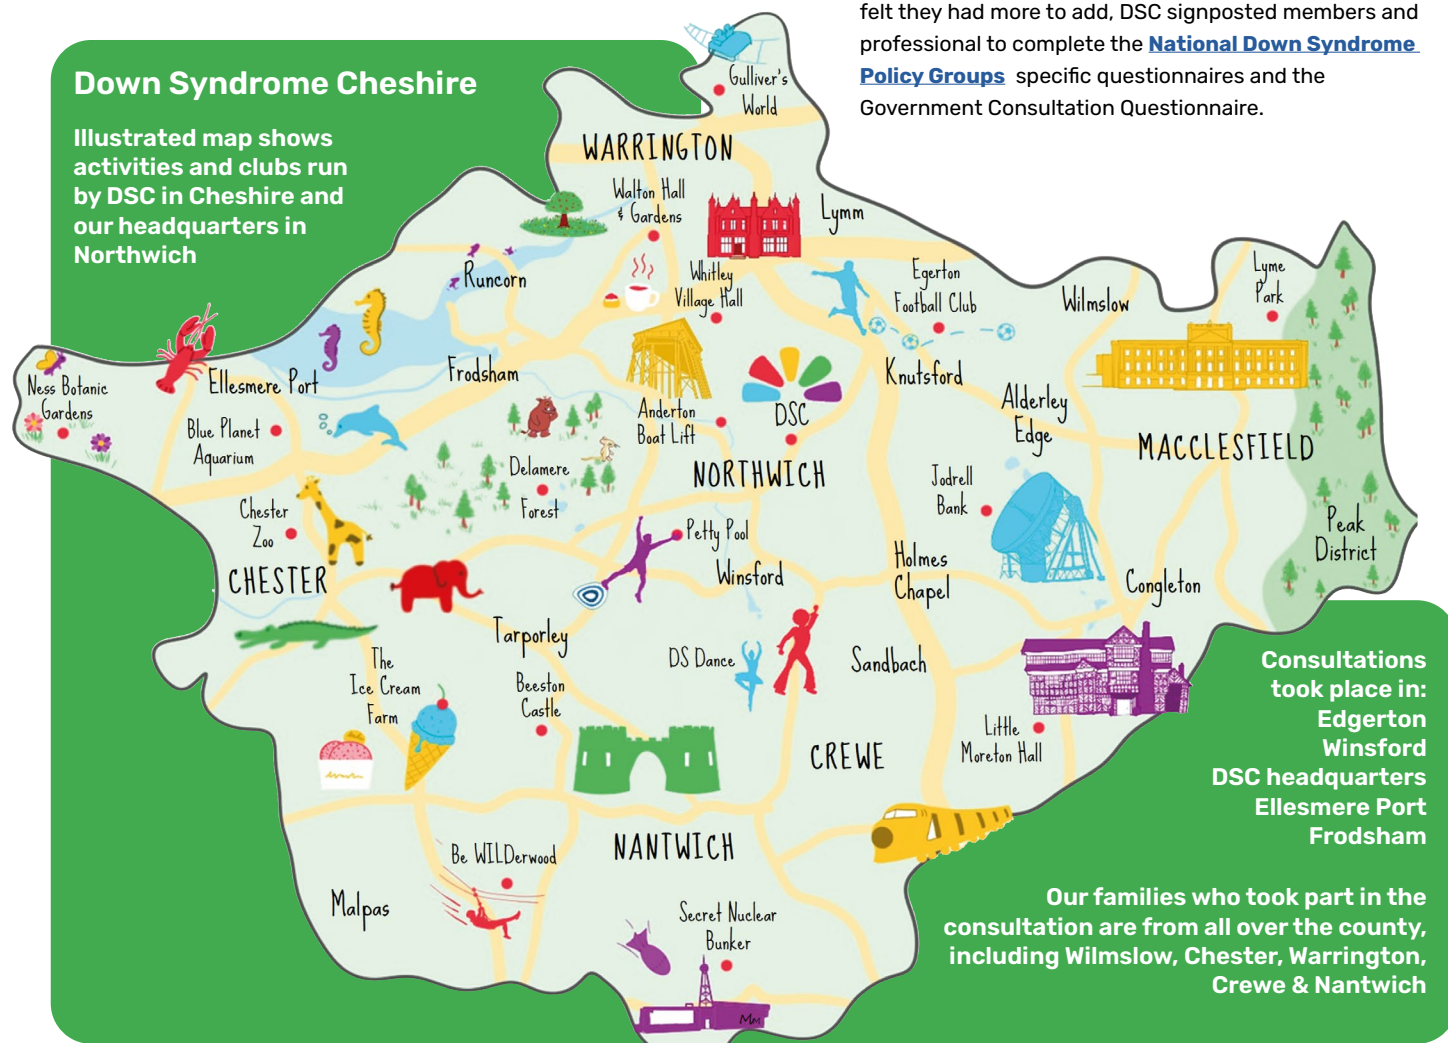 felt they had more to add, DSC signposted members and
professional to complete the National Down Syndrome
Policy Groups specific questionnaires and the
Government Consultation Questionnaire.
Down Syndrome Cheshire
Illustrated map shows
activities and clubs run
by DSC in Cheshire and
our headquarters in
Northwich
Gulliver's
World
WARRINGTON
Walton Hall
& Gardens
Lymm
Runcorn
Whitley
Village Hall
Egerton
Football Club
Wilmslow
Lyme
Park
Ness Botanic
Gardens
Ellesmere Port
Frodsham
Knutsford
Blue Planet
Aquarium
Anderton
Boat Lift
DSC
Alderley
Edge
MACCLESFIELD
Delamere
Forest
NORTHWICH
Jodrell
Bank
Chester
Zoo
Petty Pool
Peak
District
CHESTER
Winsford
Holmes
Chapel
Congleton
Tarporley
The
Ice Cream
Farm
Beeston
Castle
DS Dance
Sandbach
Little
Moreton Hall
CREWE
NANTWICH
Be WILDerwood
Malpas
Secret Nuclear
Bunker
MM
Consultations
took place in:
Edgerton
Winsford
DSC headquarters
Ellesmere Port
Frodsham
Our families who took part in the
consultation are from all over the county,
including Wilmslow, Chester, Warrington,
Crewe & Nantwich